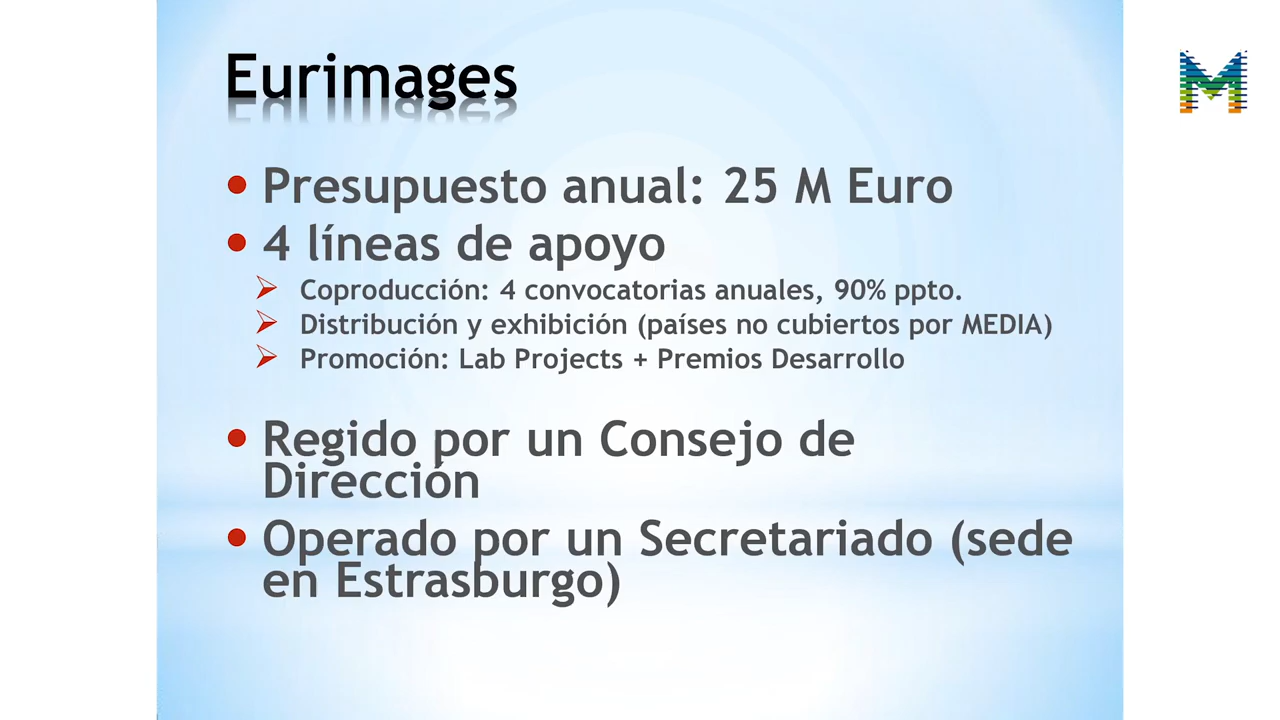 Eurimages
• Presupuesto anual: 25 M Euro
• 4 líneas de apoyo
➢ Coproducción: 4 convocatorias anuales, 90% ppto.
➢ Distribución y exhibición (países no cubiertos por MEDIA)
➢ Promoción: Lab Projects + Premios Desarrollo
• Regido por un Consejo de
Dirección
• Operado por un Secretariado (sede
en Estrasburgo)
M